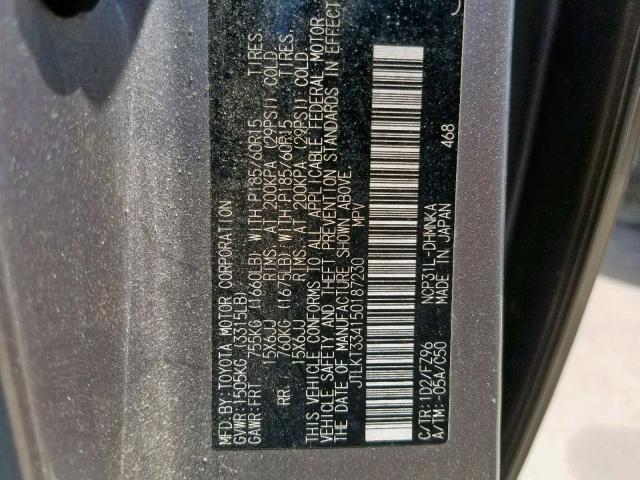 MFD.BY:TOYOTA MOTOR CORPORATION
GVWR:1505KG (3315LB)
GAWR:FRT 755KG (1660LB) WITH P185/60R15 TIRES.
15X6JJ RIMS AT 200KPA (29PSI) COLD.
RR. 760KG (1675LB) WITH P185/60R15 TIRES.
15X6JJ RIMS AT 200KPA (29PSI) COLD.
THIS VEHICLE CONFORMS TO ALL APPLICABLE FEDERAL MOTOR
VEHICLE SAFETY AND THEFT PREVENTION STANDARDS IN EFFECT
ON THE DATE OF MANUFACTURE SHOWN ABOVE.
JTLKT334150187230 MPV
468
C/TR:1D2/FZ96 NCP31L-DHMNKA
A/TM:-05A/C550 MADE IN JAPAN